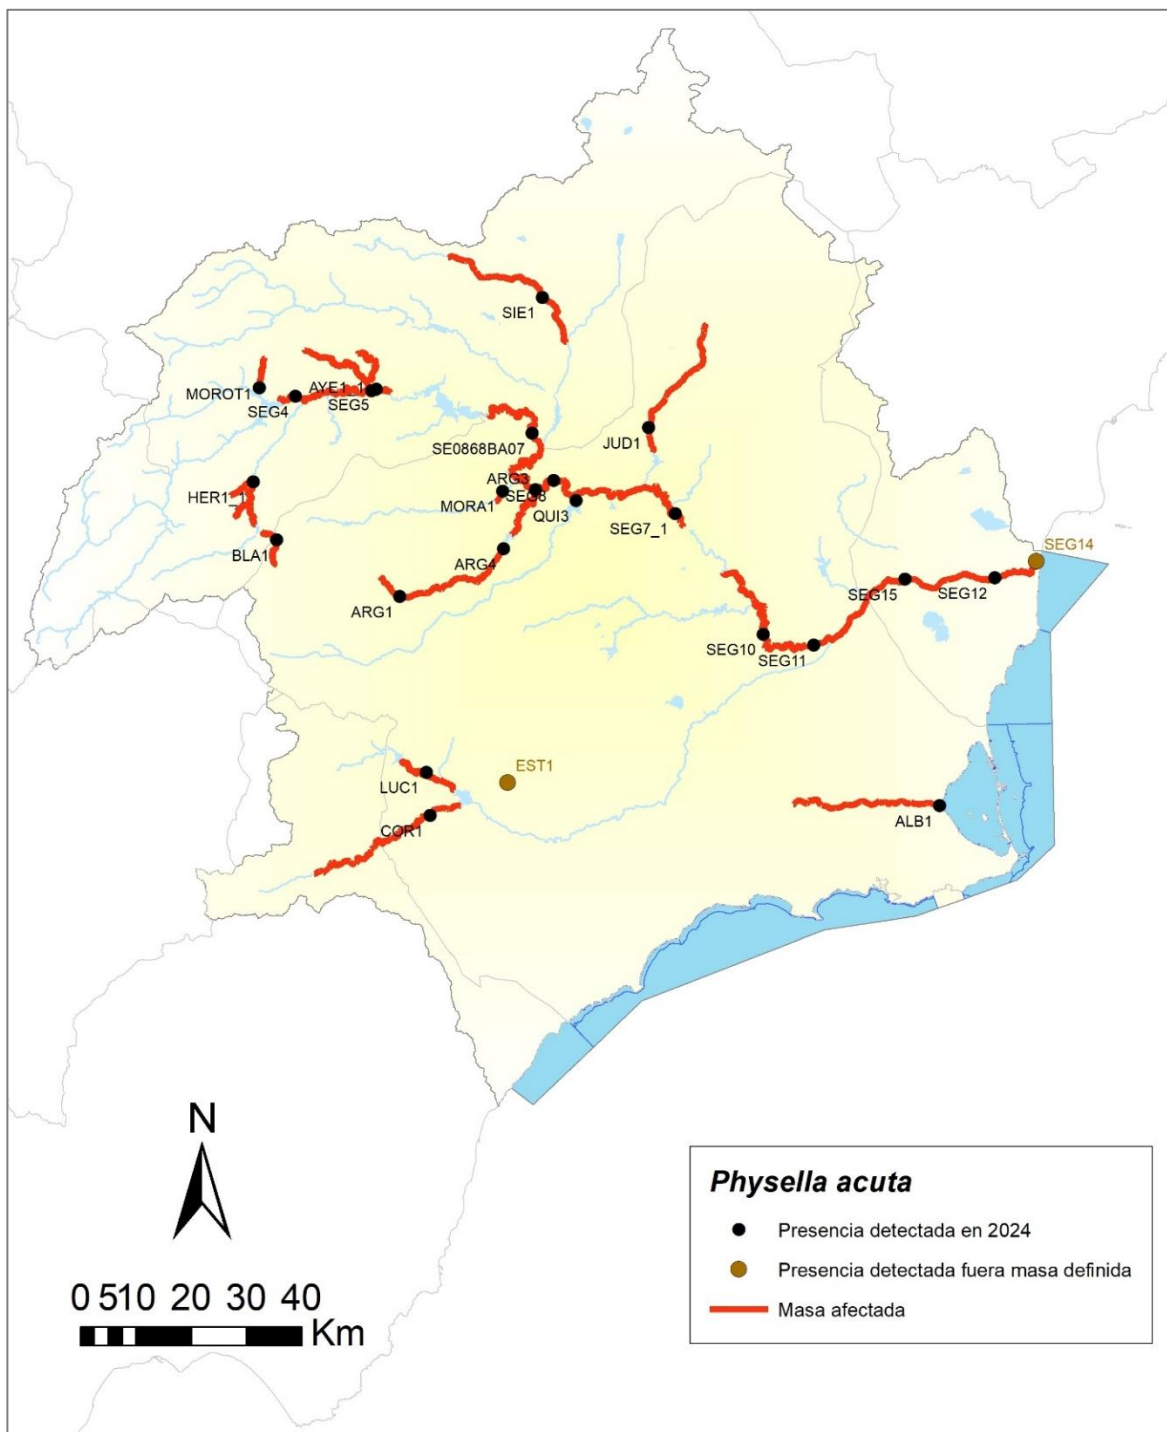 SIE1
MOROT1
AYE1_1
SEG4
SEG5
JUD1
SE0868BA07
ARG3
HER1_1
MORA1
SEG8
QUI3
SEG7_1
BLA1
ARG4
SEG14
ARG1
SEG15
SEG12
SEG10
SEG11
EST1
LUC1
COR1
ALB1
N
0 510 20 30 40
Km
Physella acuta
Presencia detectada en 2024
Presencia detectada fuera masa definida
Masa afectada